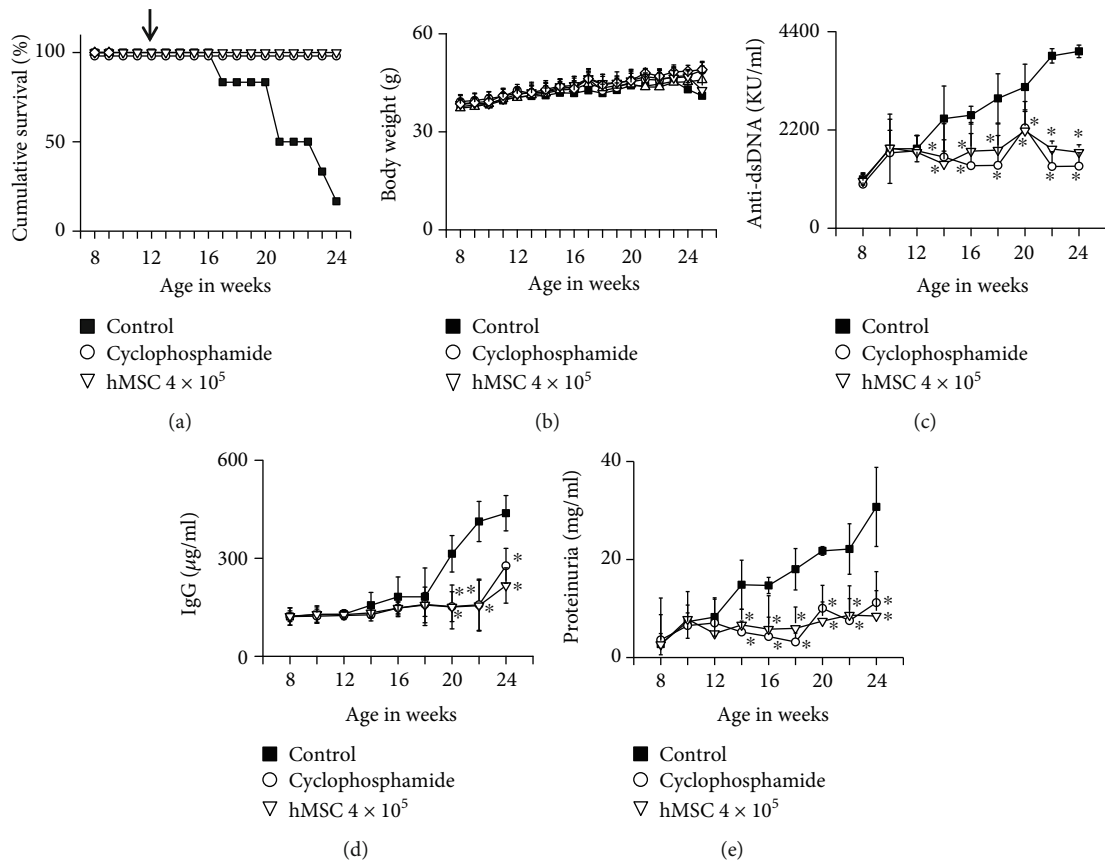 Cumulative survival (%)
100
50
0
8 12 16 20 24
Age in weeks
Control
Cyclophosphamide
hMSC 4 × 10⁵
(a)
Body weight (g)
60
30
0
8 12 16 20 24
Age in weeks
Control
Cyclophosphamide
hMSC 4 × 10⁵
(b)
Anti-dsDNA (KU/ml)
4400
2200
0
8 12 16 20 24
Age in weeks
Control
Cyclophosphamide
hMSC 4 × 10⁵
(c)
IgG (μg/ml)
600
300
0
8 12 16 20 24
Age in weeks
Control
Cyclophosphamide
hMSC 4 × 10⁵
(d)
Proteinuria (mg/ml)
40
20
0
8 12 16 20 24
Age in weeks
Control
Cyclophosphamide
hMSC 4 × 10⁵
(e)